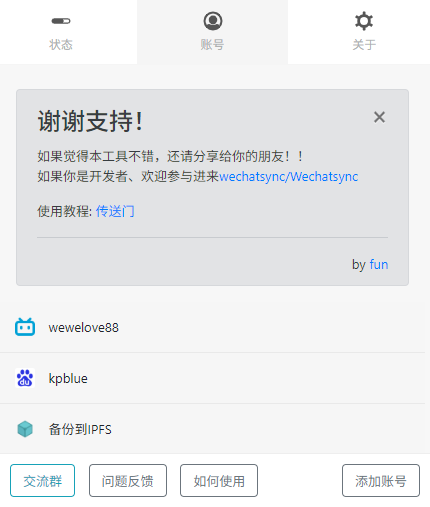 状态
账号
关于
谢谢支持!
×
如果觉得本工具不错，还请分享给你的朋友！！
如果你是开发者、欢迎参与进来wechatsync/Wechatsync
使用教程: 传送门
by fun
wewelove88
du
kpblue
备份到IPFS
交流群
问题反馈
如何使用
添加账号